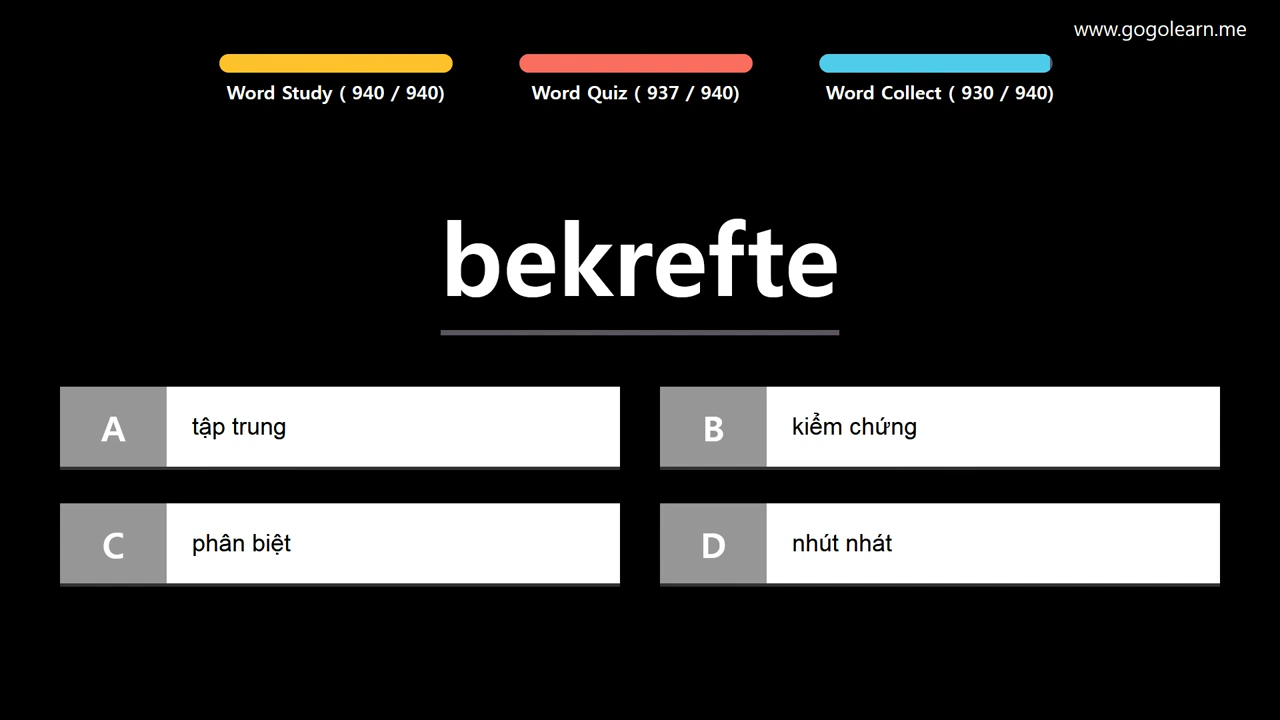 www.gogolearn.me
Word Study ( 940 / 940)
Word Quiz ( 937 / 940)
Word Collect ( 930 / 940)
bekrefte
A tập trung
B kiểm chứng
C phân biệt
D nhút nhát